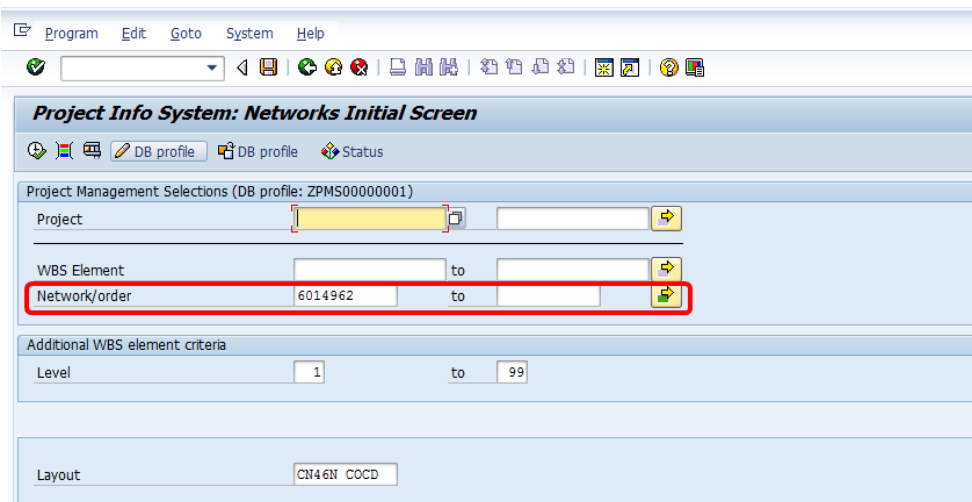 Program Edit Goto System Help
Project Info System: Networks Initial Screen
DB profile DB profile Status
Project Management Selections (DB profile: ZPMS00000001)
Project
WBS Element to
Network/order 6014962 to
Additional WBS element criteria
Level 1 to 99
Layout CN46N COCD